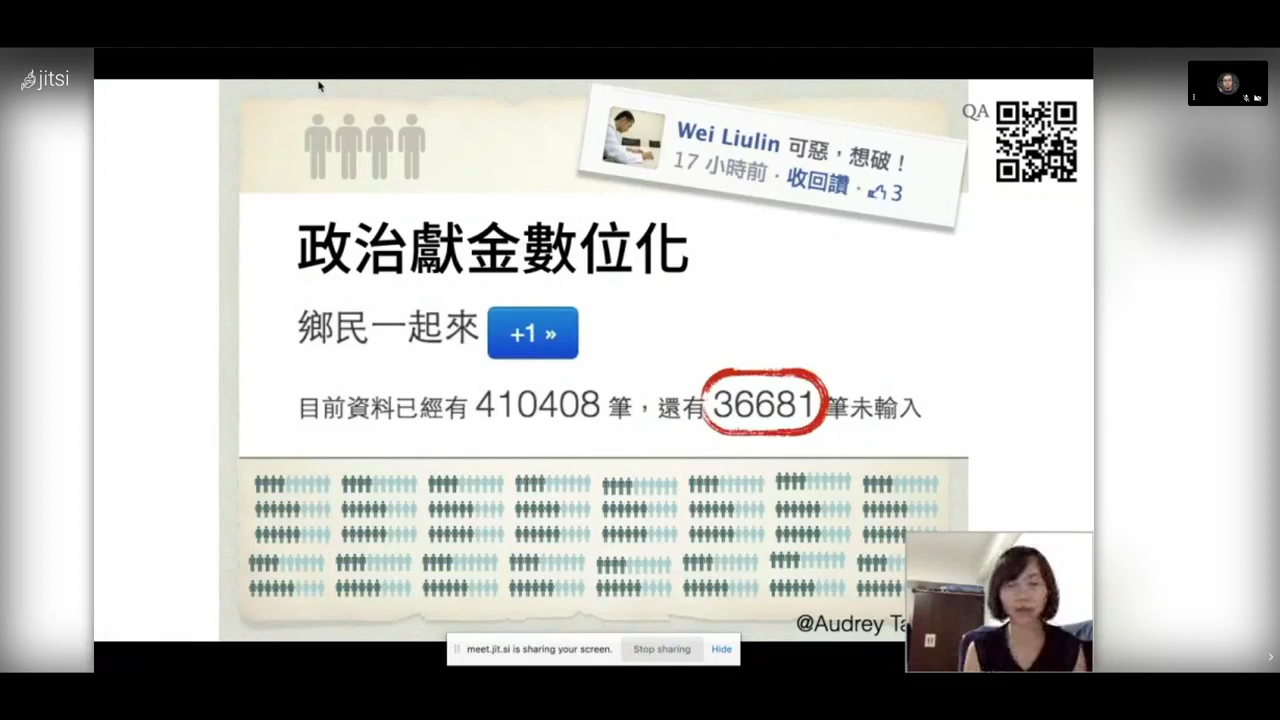 jitsi
QA
Wei Liulin 可惡，想破！
17 小時前 · 收回讚 · 3
政治獻金數位化
鄉民一起來 +1 »
目前資料已經有 410408 筆，還有 36681 筆未輸入
@Audrey Ta
meet.jit.si is sharing your screen. Stop sharing Hide